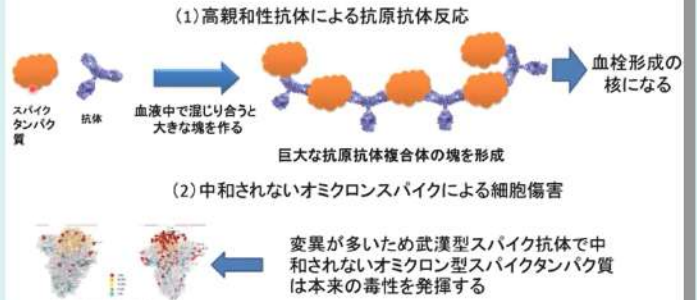 (1)高親和性抗体による抗原抗体反応
スパイク
タンパク
質
抗体
血液中で混じり合うと
大きな塊を作る
血栓形成の
核になる
巨大な抗原抗体複合体の塊を形成
(2)中和されないオミクロンスパイクによる細胞傷害
変異が多いため武漢型スパイク抗体で中
和されないオミクロン型スパイクタンパク質
は本来の毒性を発揮する